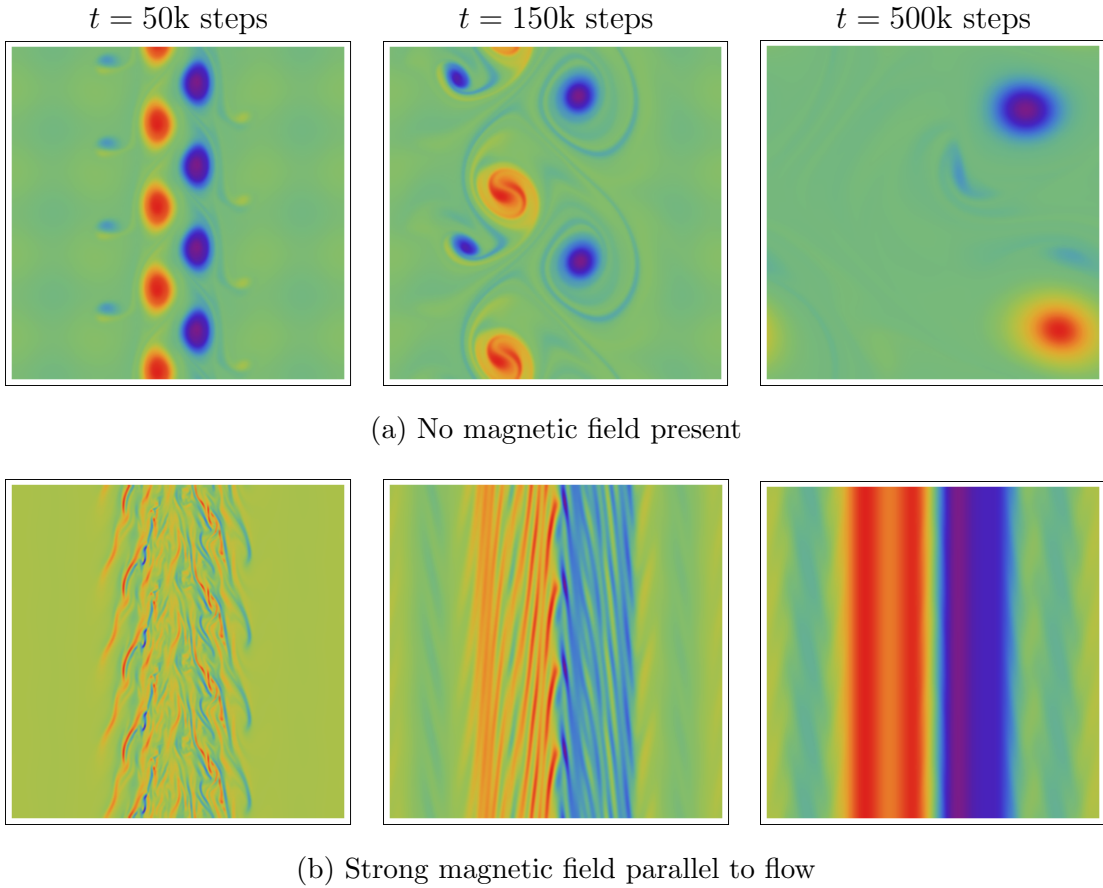 t = 50k steps t = 150k steps t = 500k steps
(a) No magnetic field present
(b) Strong magnetic field parallel to flow